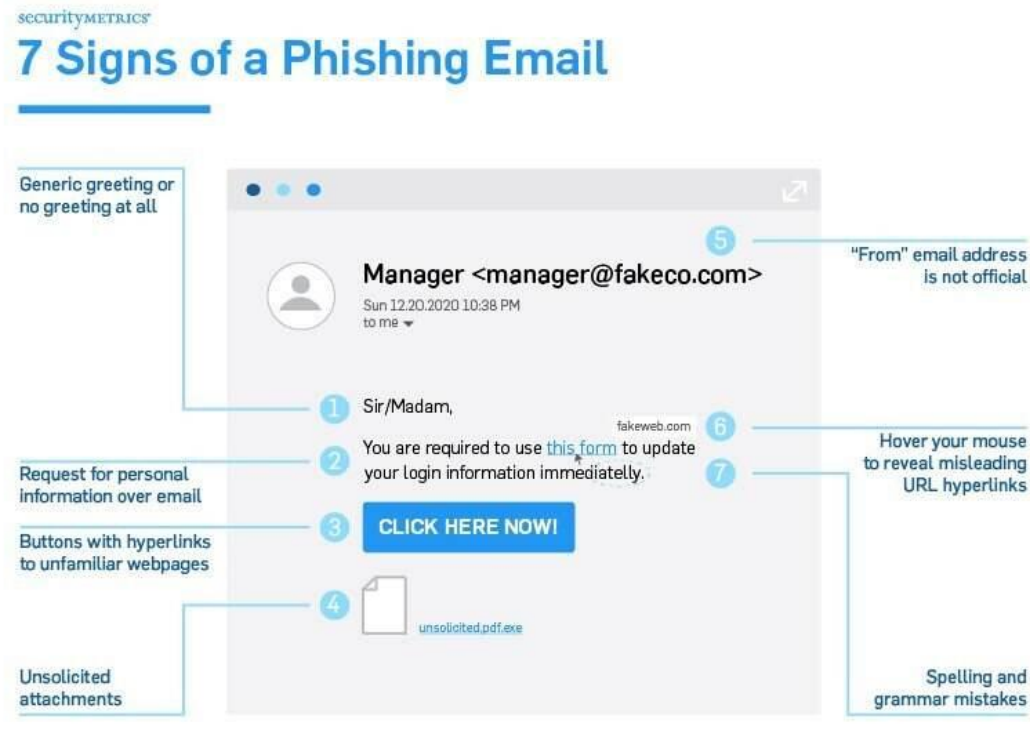 securityMETRICS®
7 Signs of a Phishing Email
Generic greeting or
no greeting at all
Request for personal
information over email
Buttons with hyperlinks
to unfamiliar webpages
Unsolicited
attachments
Manager <manager@fakeco.com>
Sun 12.20.2020 10:38 PM
to me
1
Sir/Madam,
fakeweb.com
2
You are required to use this form to update
your login information immediatelly.
3
CLICK HERE NOW!
4
unsolicited.pdf.exe
5
"From" email address
is not official
6
Hover your mouse
to reveal misleading
URL hyperlinks
7
Spelling and
grammar mistakes